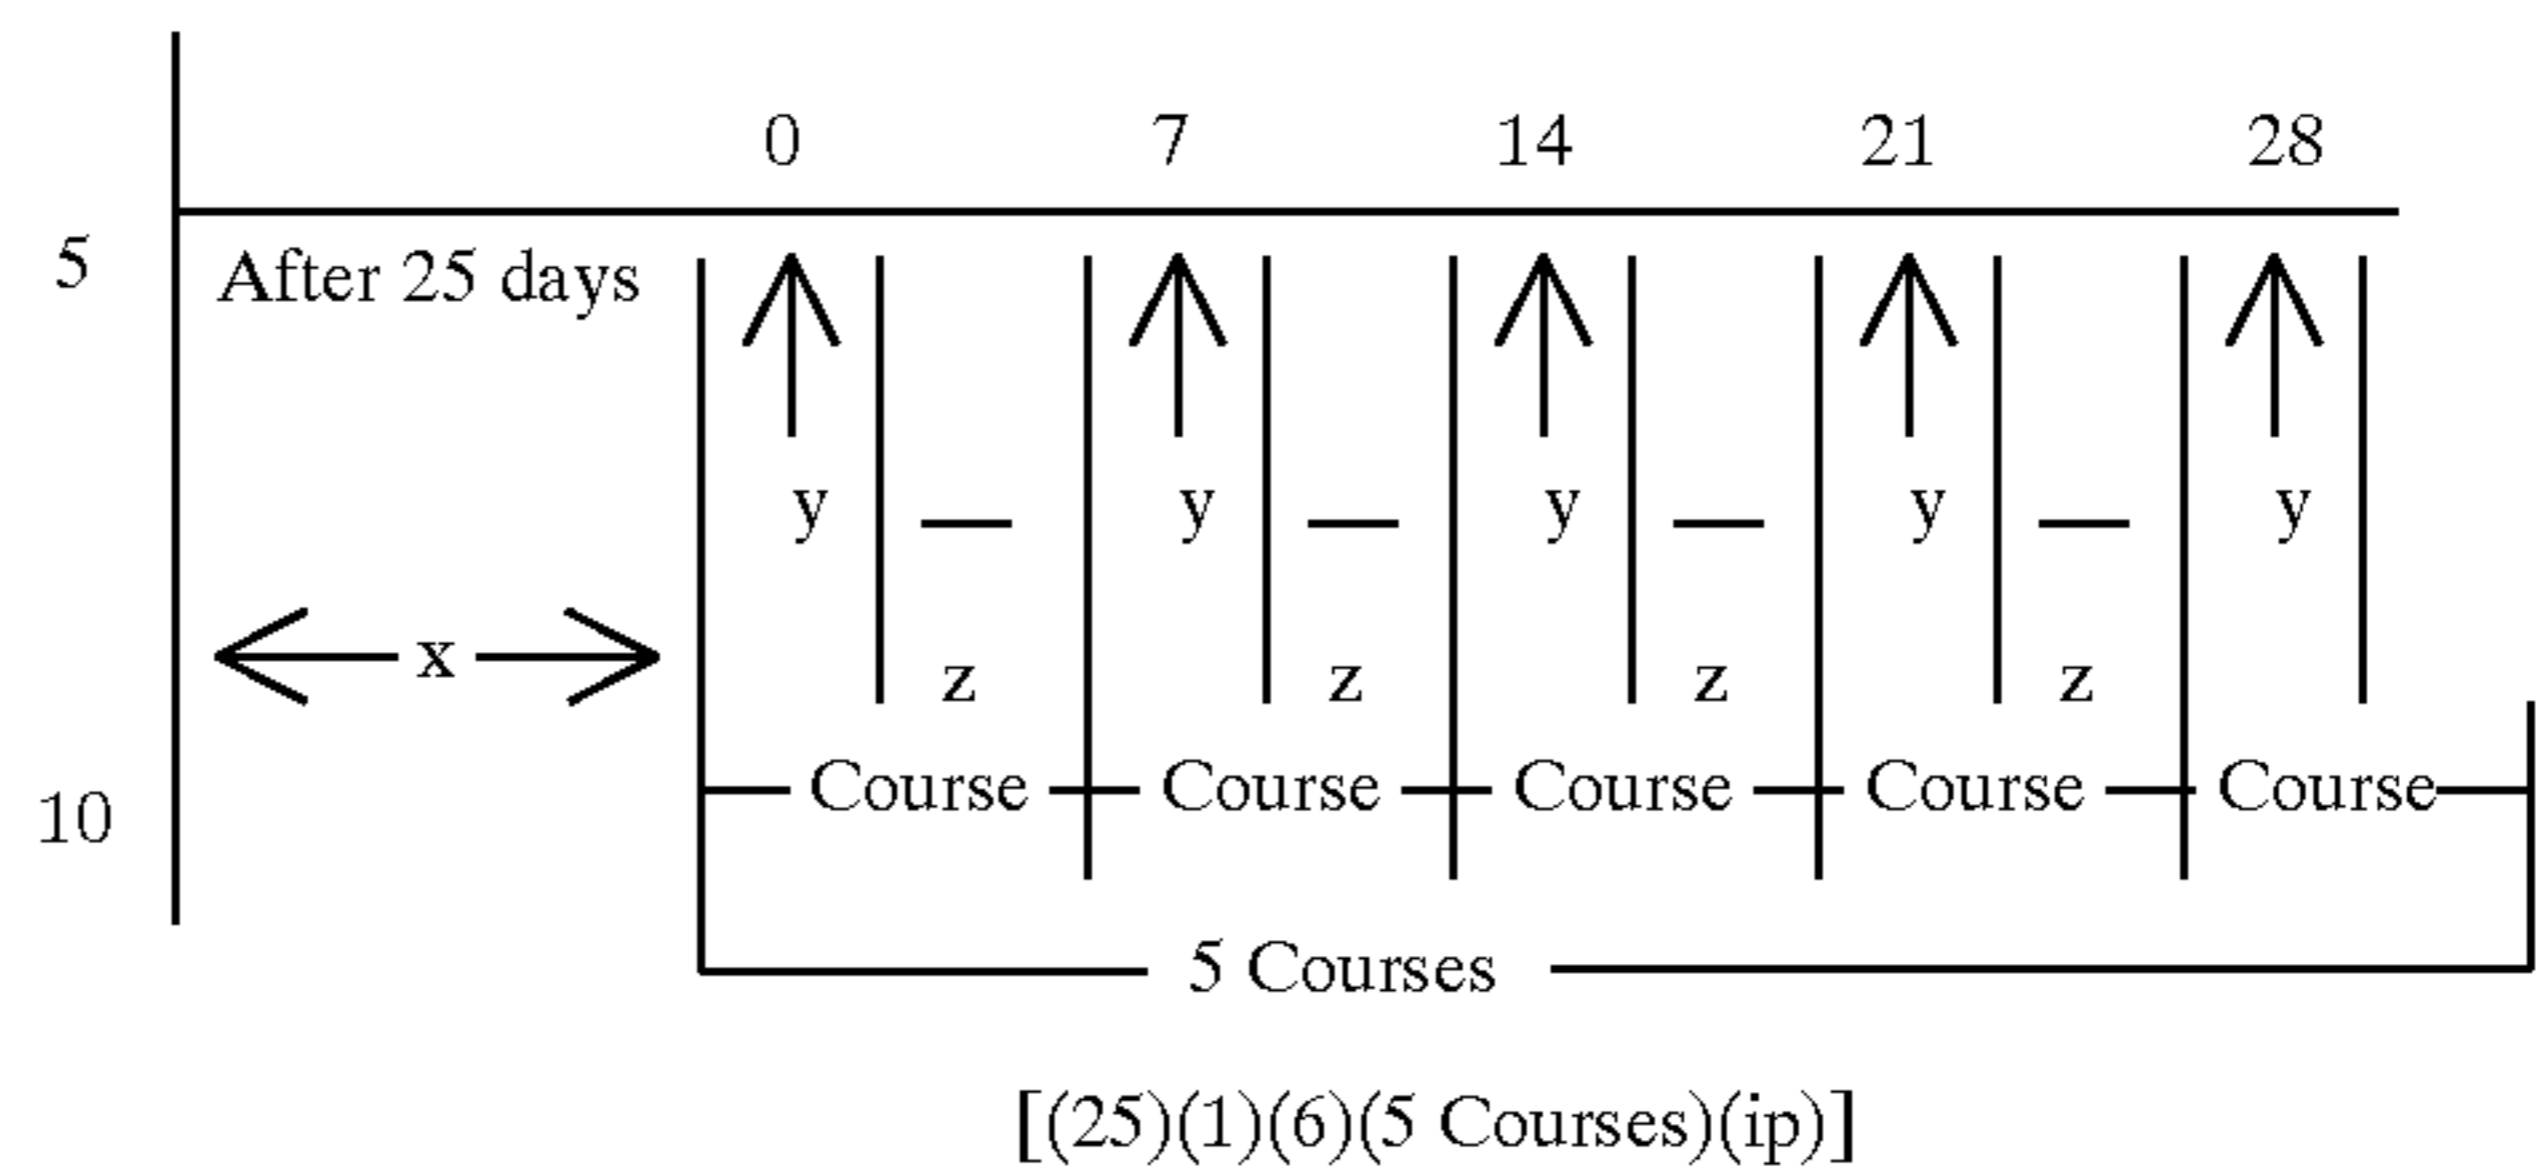 0 7 14 21 28
5 After 25 days
y y y y y
x
z z z z
Course Course Course Course Course
10
5 Courses
[(25)(1)(6)(5 Courses)(ip)]